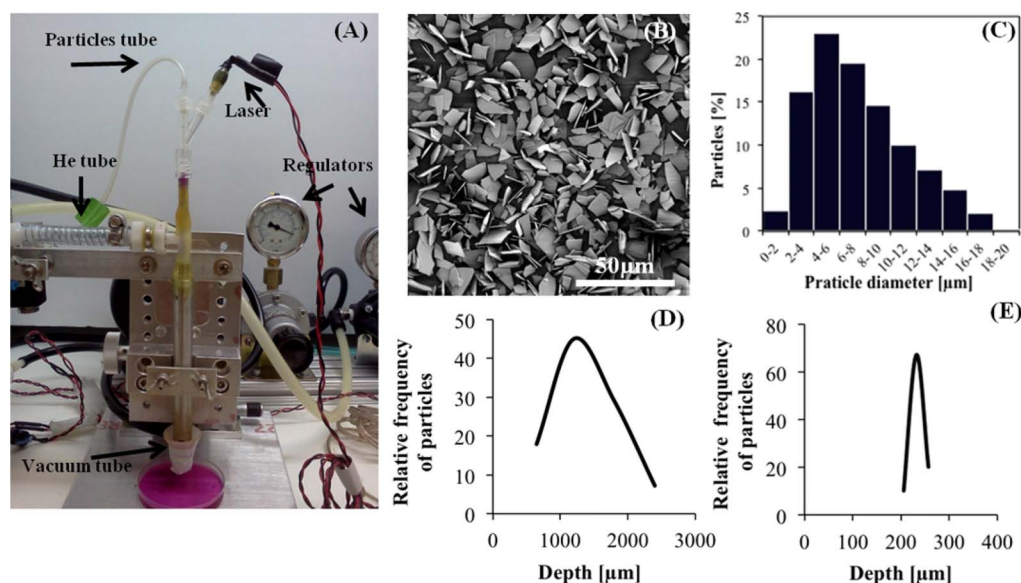 (A)
Particles tube
Laser
He tube
Regulators
Vacuum tube
(B)
50µm
(C)
Particles [%]
25
20
15
10
5
0
0-2
2-4
4-6
6-8
8-10
10-12
12-14
14-16
16-18
18-20
Praticle diameter [µm]
(D)
Relative frequency
of particles
50
40
30
20
10
0
0
1000
2000
3000
Depth [µm]
(E)
Relative frequency
of particles
80
60
40
20
0
0
100
200
300
400
Depth [µm]